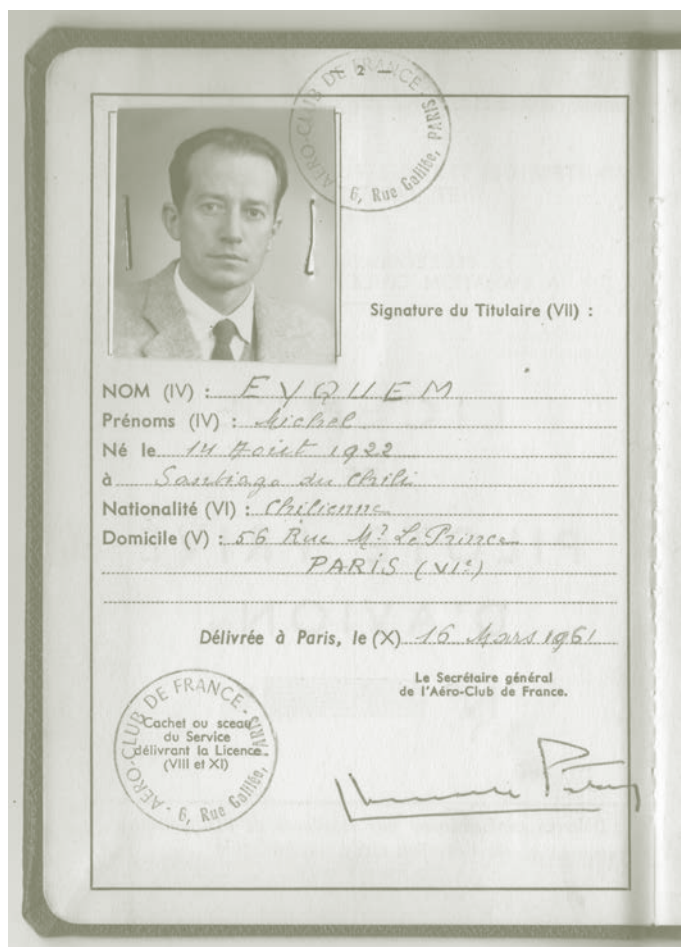 — 2 —
AÉRO-CLUB DE FRANCE - PARIS
6, Rue Galilée,
Signature du Titulaire (VII) :
NOM (IV) : EYQUEM
Prénoms (IV) : Michel
Né le 14 Août 1922
à Santiago du Chili
Nationalité (VI) : Chilienne
Domicile (V) : 56 Rue Mr Le Prince
PARIS (VIe)
Délivrée à Paris, le (X) 16 Mars 1961
Le Secrétaire général
de l'Aéro-Club de France.
AÉRO-CLUB DE FRANCE - PARIS
Cachet ou sceau
du Service
délivrant la Licence
(VIII et XI)
6, Rue Galilée,